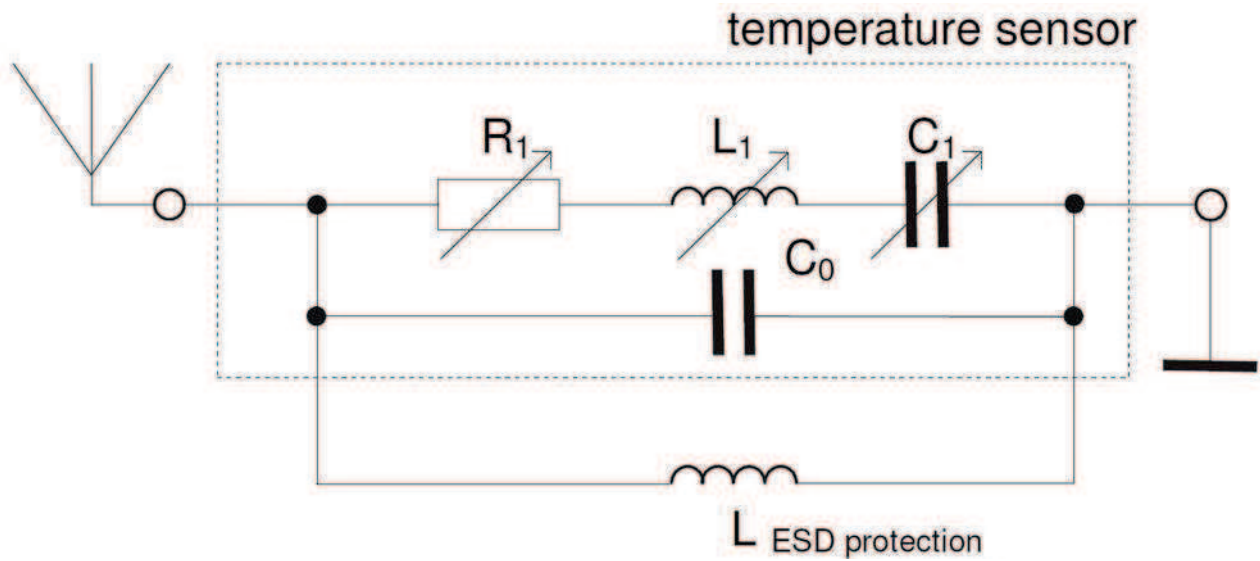 temperature sensor
R₁
L₁
C₁
C₀
L ESD protection